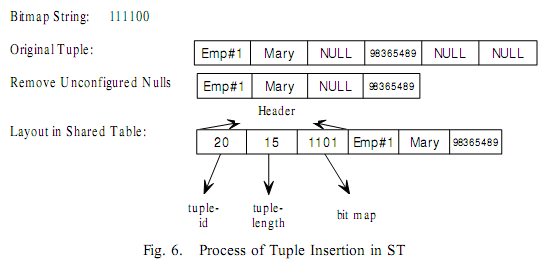 Bitmap String: 111100
Original Tuple: Emp#1 Mary NULL 98365489 NULL NULL
Remove Unconfigured Nulls Emp#1 Mary NULL 98365489
Header
Layout in Shared Table: 20 15 1101 Emp#1 Mary 98365489
tuple-id tuple-length bit map
Fig. 6. Process of Tuple Insertion in ST